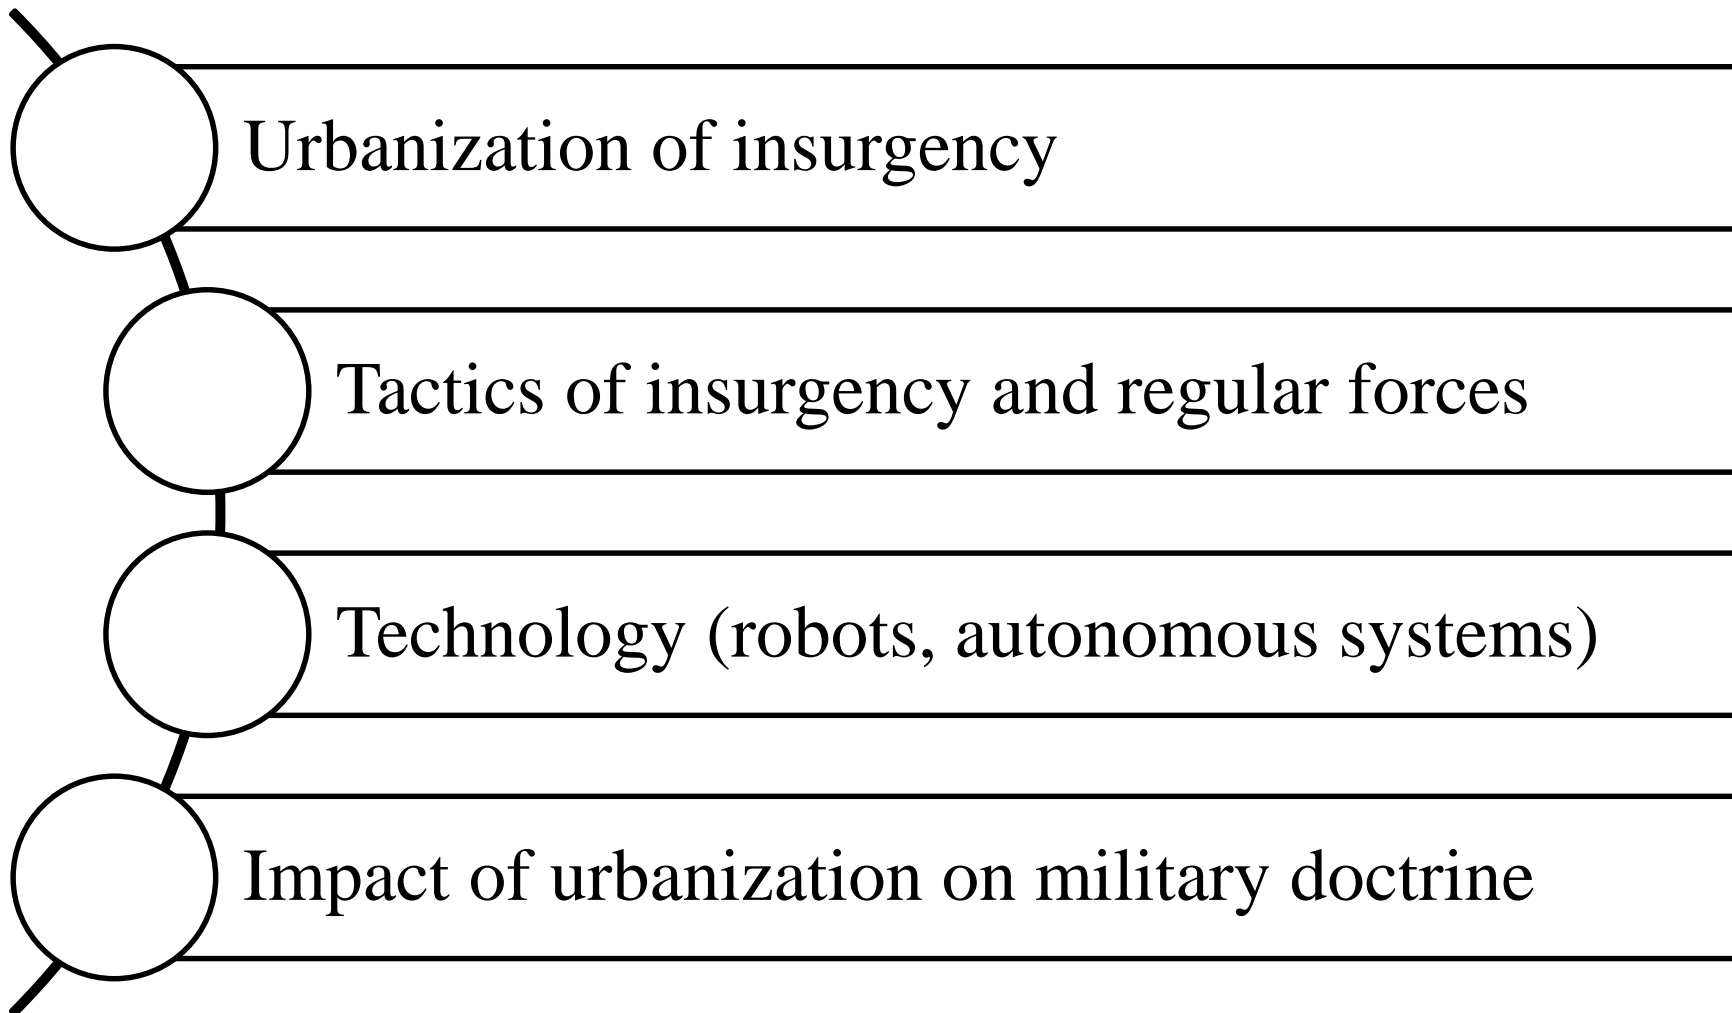 Urbanization of insurgency
Tactics of insurgency and regular forces
Technology (robots, autonomous systems)
Impact of urbanization on military doctrine